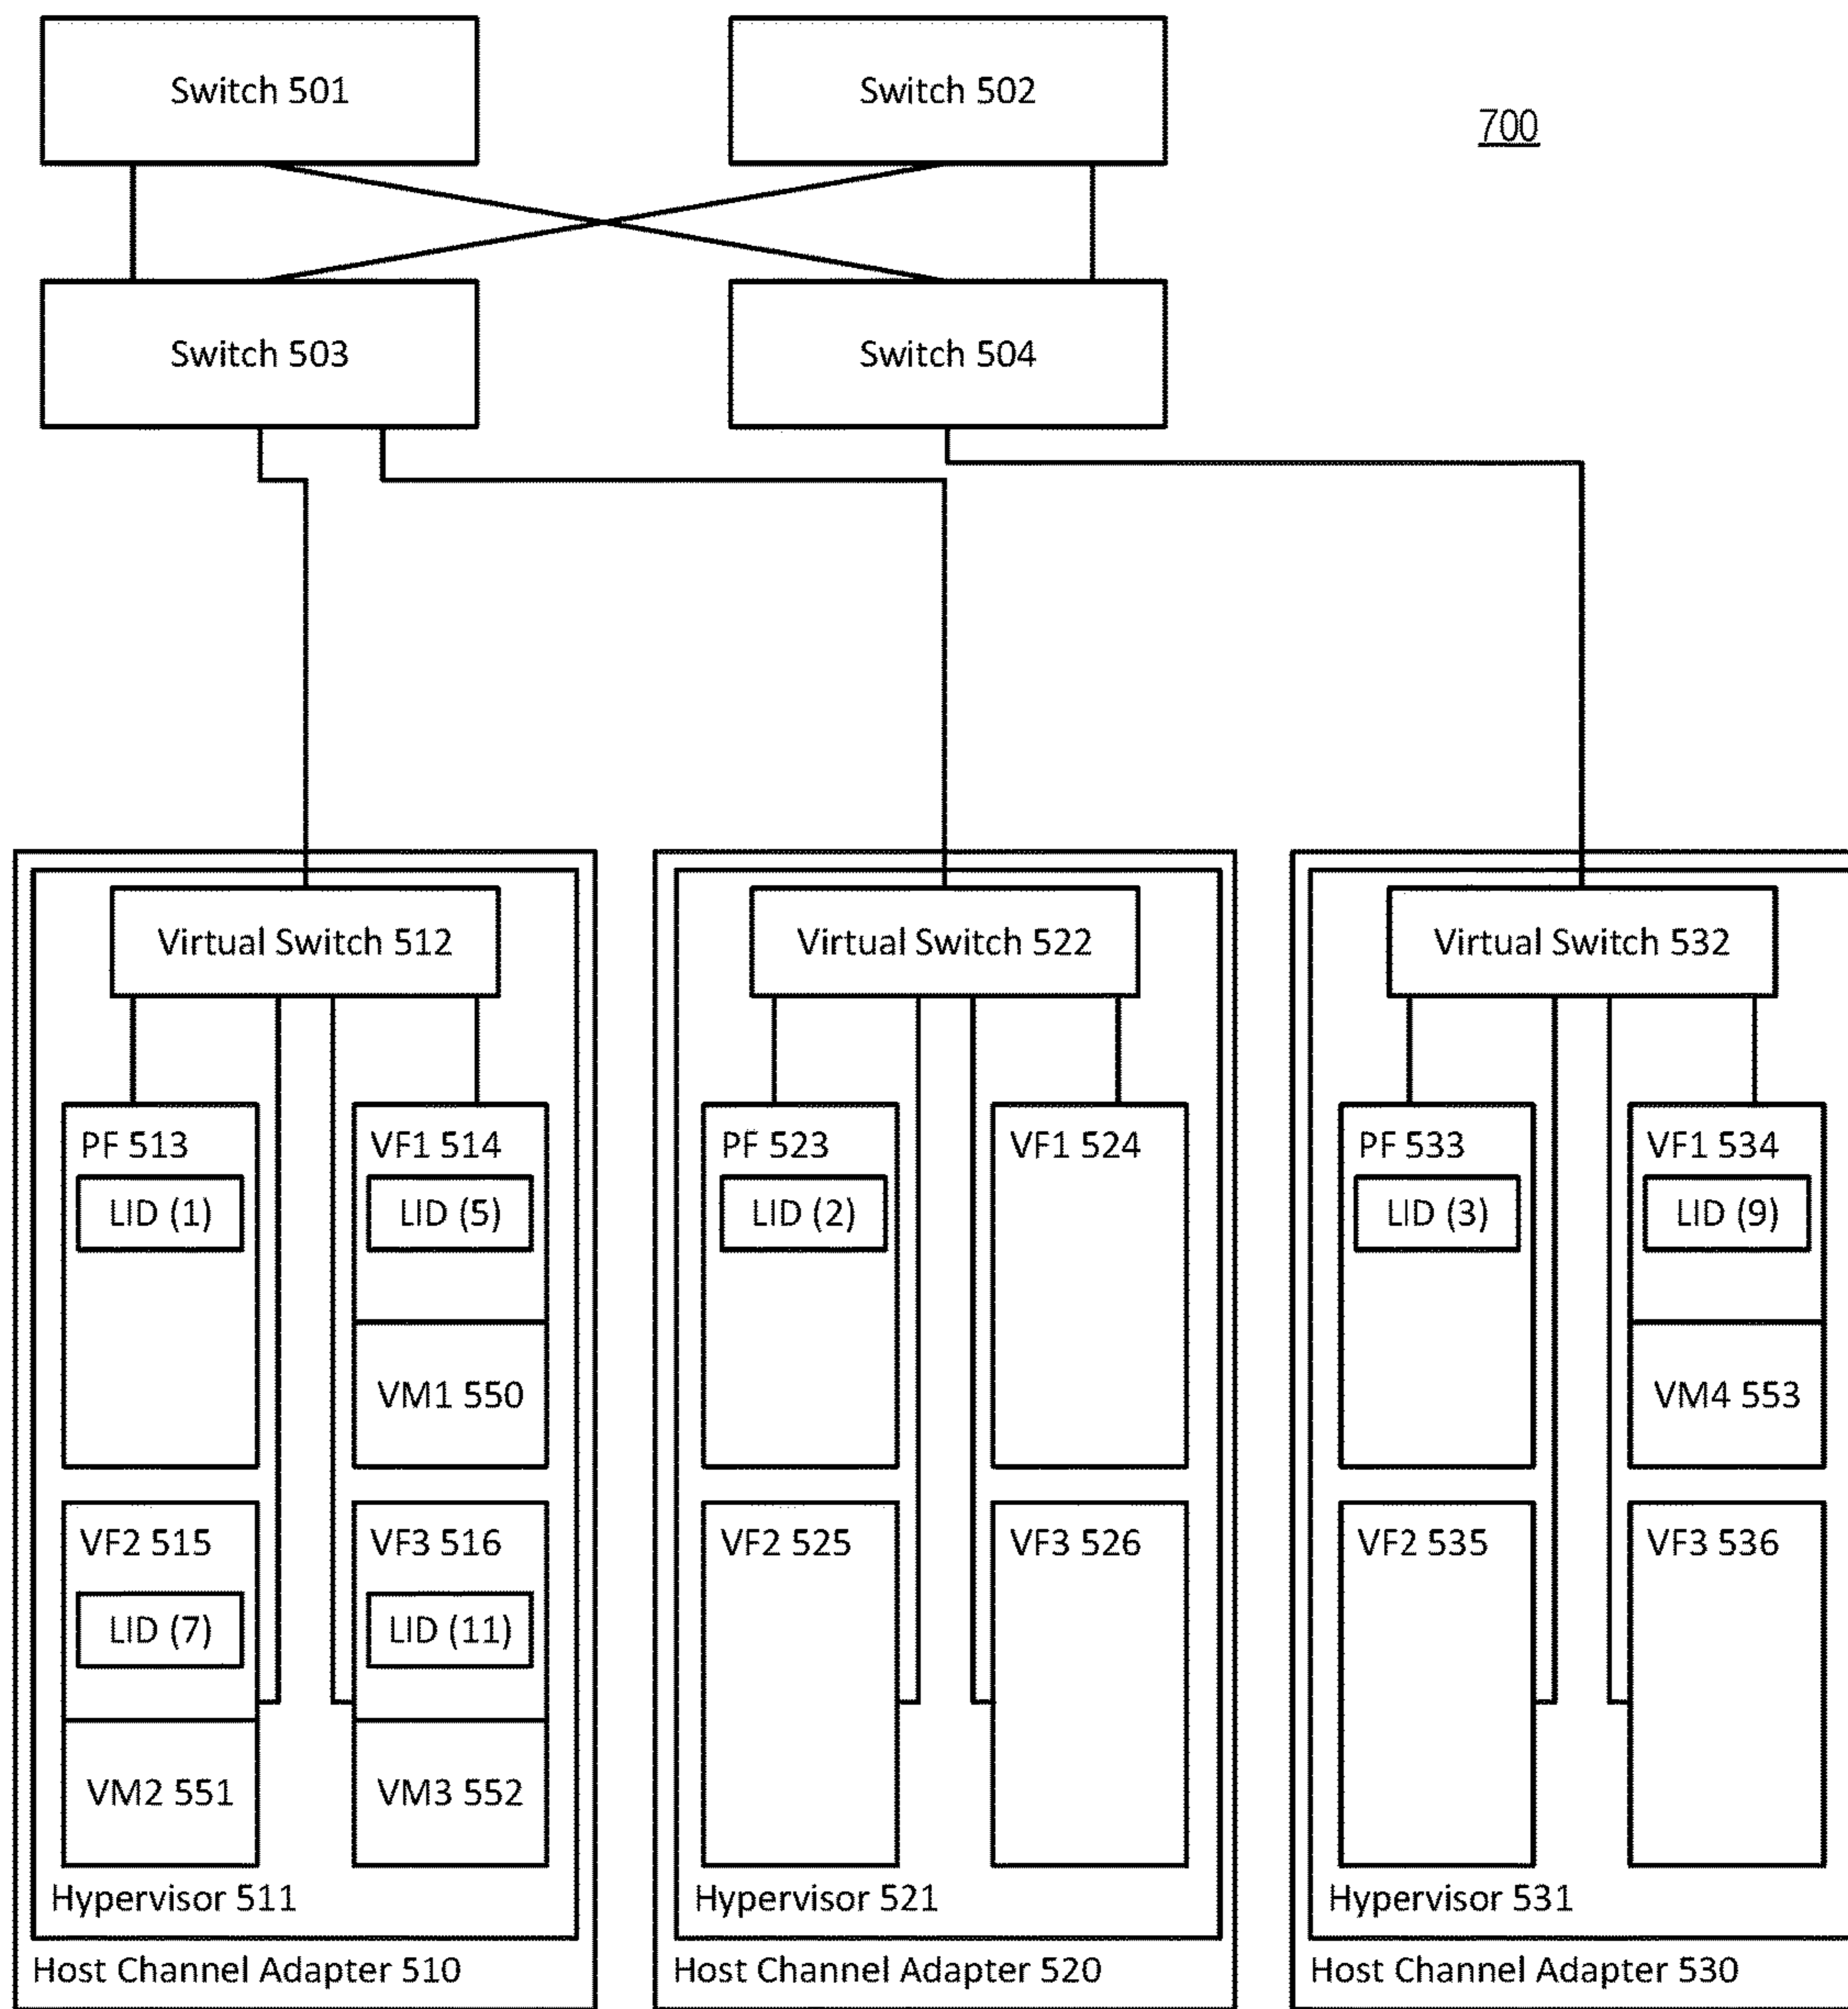 Switch 501
Switch 502
700
Switch 503
Switch 504
Virtual Switch 512
PF 513
LID (1)
VF1 514
LID (5)
VM1 550
VF2 515
LID (7)
VM2 551
VF3 516
LID (11)
VM3 552
Hypervisor 511
Host Channel Adapter 510
Virtual Switch 522
PF 523
LID (2)
VF1 524
VF2 525
VF3 526
Hypervisor 521
Host Channel Adapter 520
Virtual Switch 532
PF 533
LID (3)
VF1 534
LID (9)
VM4 553
VF2 535
VF3 536
Hypervisor 531
Host Channel Adapter 530